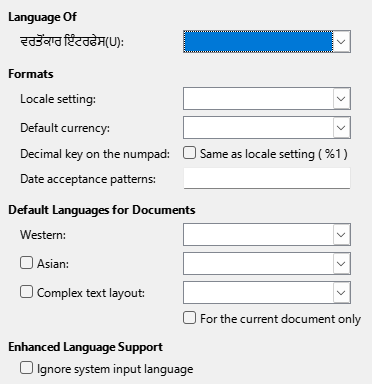 Language Of
ਵਰਤੋਂਕਾਰ ਇੰਟਰਫੇਸ(U):
Formats
Locale setting:
Default currency:
Decimal key on the numpad: Same as locale setting ( %1 )
Date acceptance patterns:
Default Languages for Documents
Western:
Asian:
Complex text layout:
For the current document only
Enhanced Language Support
Ignore system input language